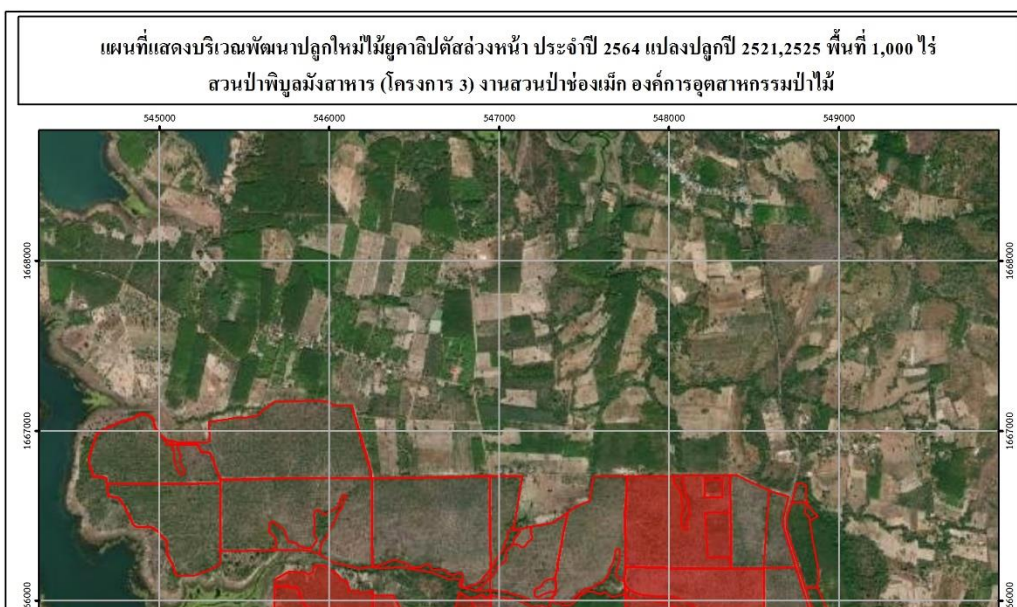 แผนที่แสดงบริเวณพัฒนาปลูกใหม่ไม้ยูคาลิปตัสล่วงหน้า ประจำปี 2564 แปลงปลูกปี 2521,2525 พื้นที่ 1,000 ไร่
สวนป่าพิบูลมังสาหาร (โครงการ 3) งานสวนป่าช่องเม็ก องค์การอุตสาหกรรมป่าไม้
545000 546000 547000 548000 549000
1668000 1668000
1667000 1667000